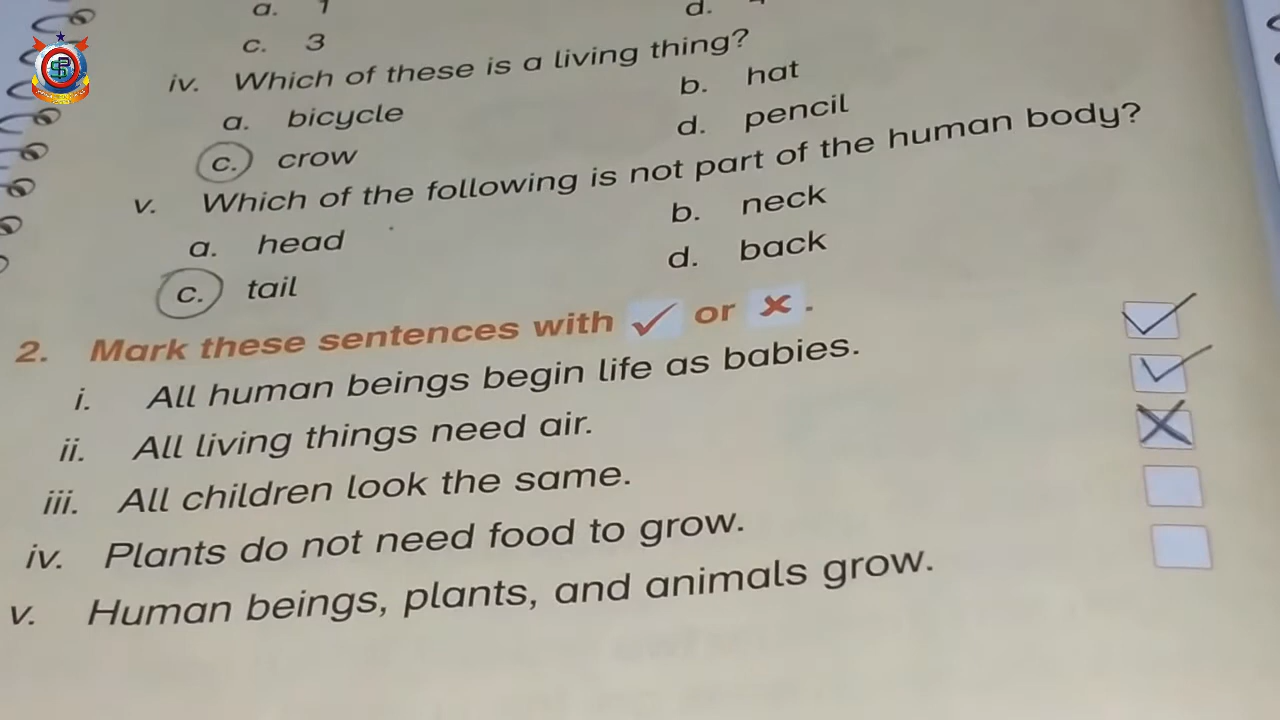 a. 1 d.
c. 3
iv. Which of these is a living thing?
a. bicycle b. hat
c. crow d. pencil
v. Which of the following is not part of the human body?
a. head b. neck
c. tail d. back
2. Mark these sentences with ✓ or ✗.
i. All human beings begin life as babies. ✓
ii. All living things need air. ✓
iii. All children look the same. ✗
iv. Plants do not need food to grow.
v. Human beings, plants, and animals grow.